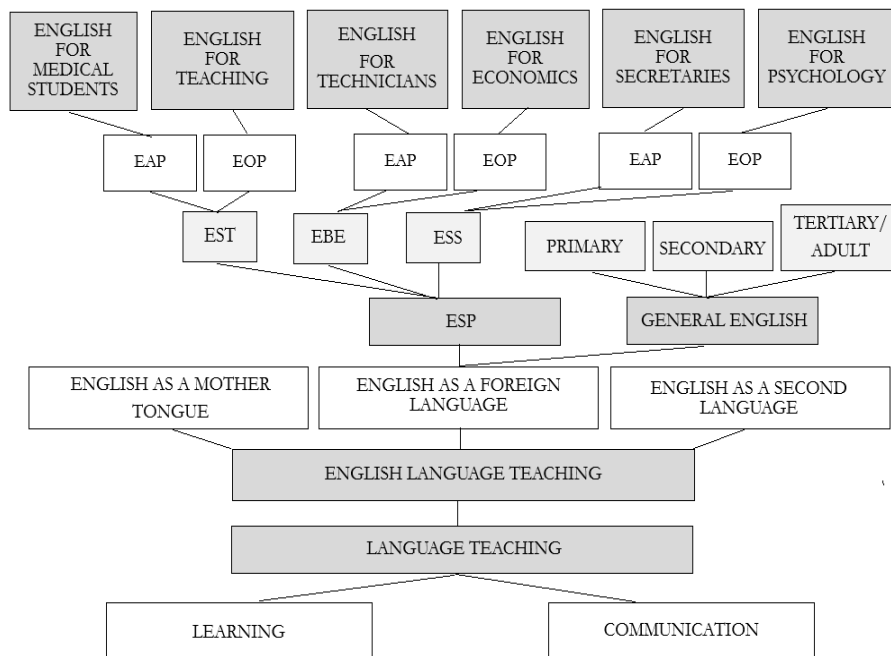 ENGLISH
FOR
MEDICAL
STUDENTS
ENGLISH
FOR
TEACHING
ENGLISH
FOR
TECHNICIANS
ENGLISH
FOR
ECONOMICS
ENGLISH
FOR
SECRETARIES
ENGLISH
FOR
PSYCHOLOGY
EAP
EOP
EAP
EOP
EAP
EOP
EST
EBE
ESS
PRIMARY
SECONDARY
TERTIARY/
ADULT
ESP
GENERAL ENGLISH
ENGLISH AS A MOTHER
TONGUE
ENGLISH AS A FOREIGN
LANGUAGE
ENGLISH AS A SECOND
LANGUAGE
ENGLISH LANGUAGE TEACHING
LANGUAGE TEACHING
LEARNING
COMMUNICATION